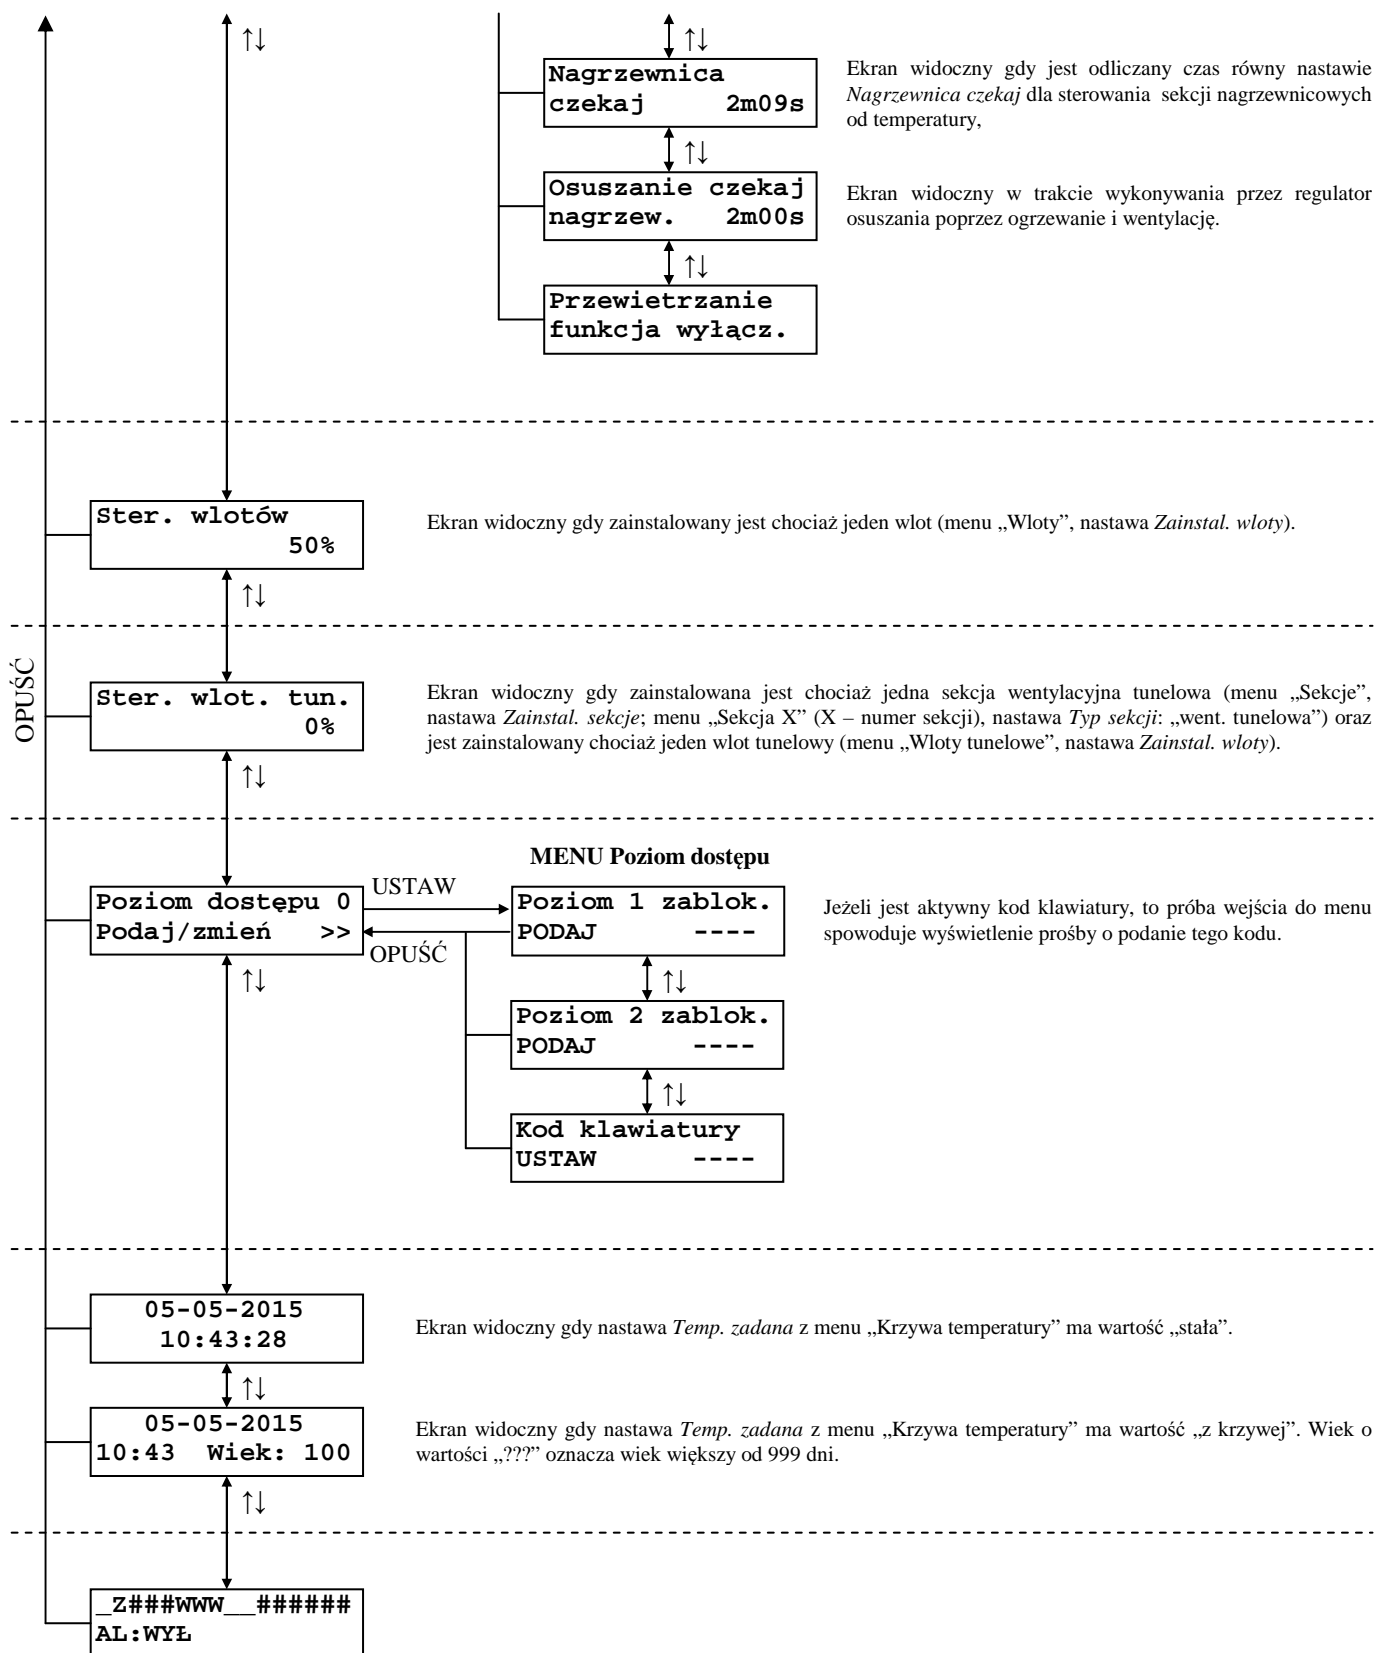 ↑↓
↑↓
Nagrzewnica
czekaj 2m09s
Ekran widoczny gdy jest odliczany czas równy nastawie
Nagrzewnica czekaj dla sterowania sekcji nagrzewnicowych
od temperatury,
↑↓
Osuszanie czekaj
nagrzew. 2m00s
Ekran widoczny w trakcie wykonywania przez regulator
osuszania poprzez ogrzewanie i wentylację.
↑↓
Przewietrzanie
funkcja wyłącz.
Ster. wlotów
50%
Ekran widoczny gdy zainstalowany jest chociaż jeden wlot (menu „Wloty”, nastawa Zainstal. wloty).
↑↓
OPUŚĆ
Ster. wlot. tun.
0%
Ekran widoczny gdy zainstalowana jest chociaż jedna sekcja wentylacyjna tunelowa (menu „Sekcje”,
nastawa Zainstal. sekcje; menu „Sekcja X” (X – numer sekcji), nastawa Typ sekcji: „went. tunelowa”) oraz
jest zainstalowany chociaż jeden wlot tunelowy (menu „Wloty tunelowe”, nastawa Zainstal. wloty).
↑↓
MENU Poziom dostępu
Poziom dostępu 0
Podaj/zmień >>
USTAW
OPUŚĆ
Poziom 1 zablok.
PODAJ ----
Jeżeli jest aktywny kod klawiatury, to próba wejścia do menu
spowoduje wyświetlenie prośby o podanie tego kodu.
↑↓
↑↓
Poziom 2 zablok.
PODAJ ----
↑↓
Kod klawiatury
USTAW ----
05-05-2015
10:43:28
Ekran widoczny gdy nastawa Temp. zadana z menu „Krzywa temperatury” ma wartość „stała”.
↑↓
05-05-2015
10:43 Wiek: 100
Ekran widoczny gdy nastawa Temp. zadana z menu „Krzywa temperatury” ma wartość „z krzywej”. Wiek o
wartości „???” oznacza wiek większy od 999 dni.
↑↓
_Z###WWW__######
AL:WYŁ